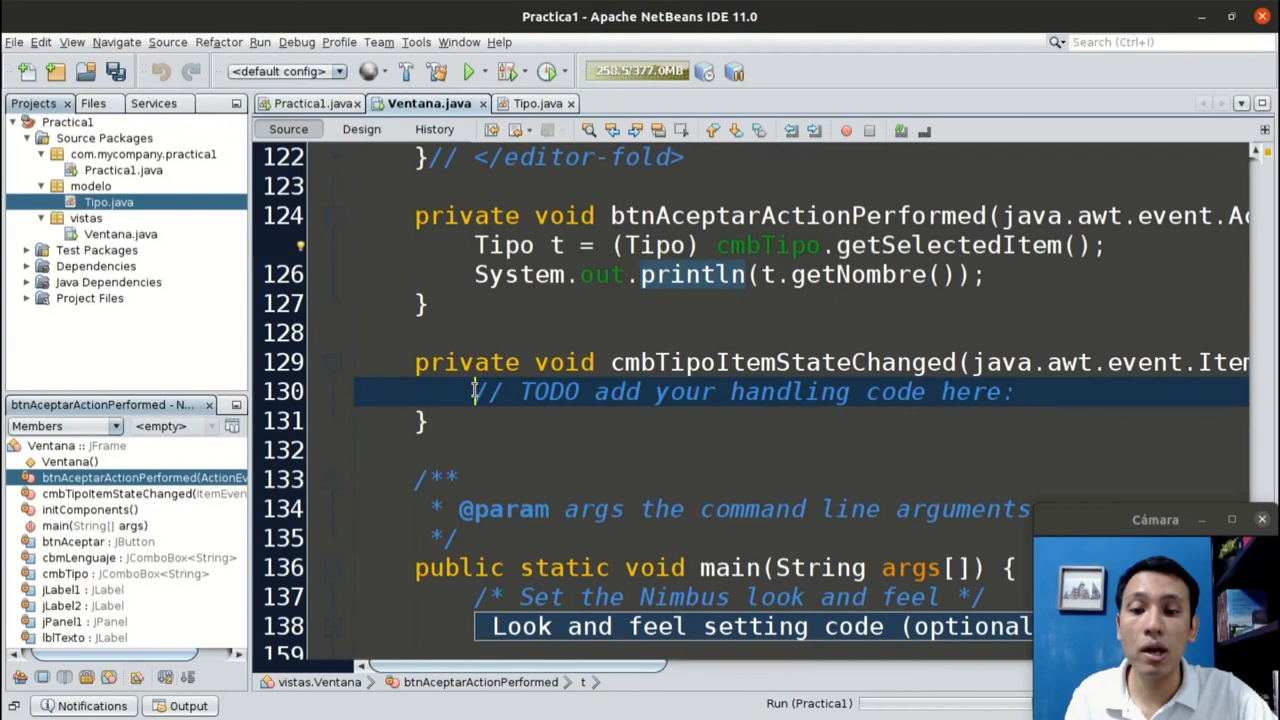 Practica1 - Apache NetBeans IDE 11.0
File Edit View Navigate Source Refactor Run Debug Profile Team Tools Window Help
Search (Ctrl+I)
<default config>
258.5/377.0MB
Projects Files Services
Practica1.java Ventana.java Tipo.java
Source Design History
Practica1
Source Packages
com.mycompany.practica1
Practica1.java
modelo
Tipo.java
vistas
Ventana.java
Test Packages
Dependencies
Java Dependencies
Project Files
122 }// </editor-fold>
123
124 private void btnAceptarActionPerformed(java.awt.event.Ac
Tipo t = (Tipo) cmbTipo.getSelectedItem();
126 System.out.println(t.getNombre());
127 }
128
129 private void cmbTipoItemStateChanged(java.awt.event.Item
130 // TODO add your handling code here:
131 }
132
133 /**
134 * @param args the command line arguments
135 */
136 public static void main(String args[]) {
137 /* Set the Nimbus look and feel */
138 Look and feel setting code (optional
159
btnAceptarActionPerformed - N...
Members <empty>
Ventana :: JFrame
Ventana()
btnAceptarActionPerformed(ActionEv
cmbTipoItemStateChanged(ItemEven
initComponents()
main(String[] args)
btnAceptar : JButton
cbmLenguaje : JComboBox<String>
cmbTipo : JComboBox<String>
jLabel1 : JLabel
jLabel2 : JLabel
jPanel1 : JPanel
lblTexto : JLabel
Cámara
vistas.Ventana btnAceptarActionPerformed t
Notifications Output
Run (Practica1)